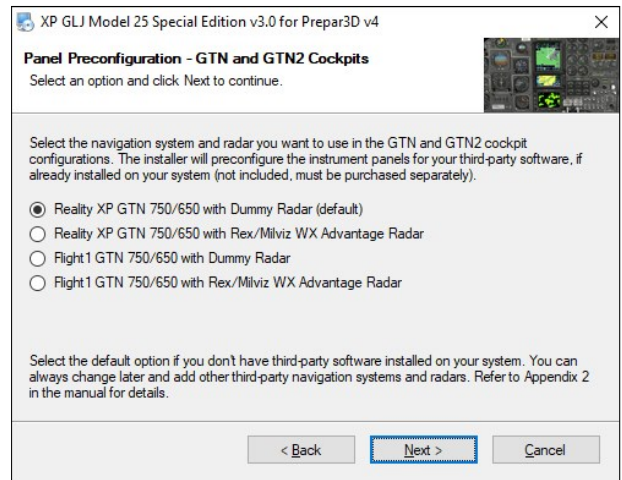 XP GLJ Model 25 Special Edition v3.0 for Prepar3D v4
Panel Preconfiguration - GTN and GTN2 Cockpits
Select an option and click Next to continue.
Select the navigation system and radar you want to use in the GTN and GTN2 cockpit
configurations. The installer will preconfigure the instrument panels for your third-party software, if
already installed on your system (not included, must be purchased separately).
Reality XP GTN 750/650 with Dummy Radar (default)
Reality XP GTN 750/650 with Rex/Milviz WX Advantage Radar
Flight1 GTN 750/650 with Dummy Radar
Flight1 GTN 750/650 with Rex/Milviz WX Advantage Radar
Select the default option if you don't have third-party software installed on your system. You can
always change later and add other third-party navigation systems and radars. Refer to Appendix 2
in the manual for details.
< Back Next > Cancel